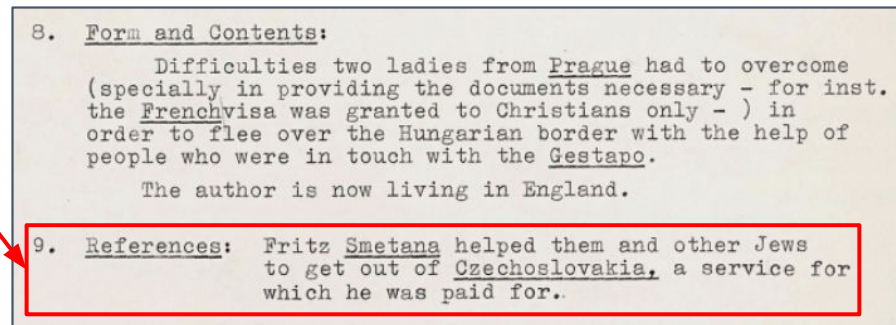 8. Form and Contents:
Difficulties two ladies from Prague had to overcome
(specially in providing the documents necessary - for inst.
the Frenchvisa was granted to Christians only - ) in
order to flee over the Hungarian border with the help of
people who were in touch with the Gestapo.
The author is now living in England.
9. References: Fritz Smetana helped them and other Jews
to get out of Czechoslovakia, a service for
which he was paid for..